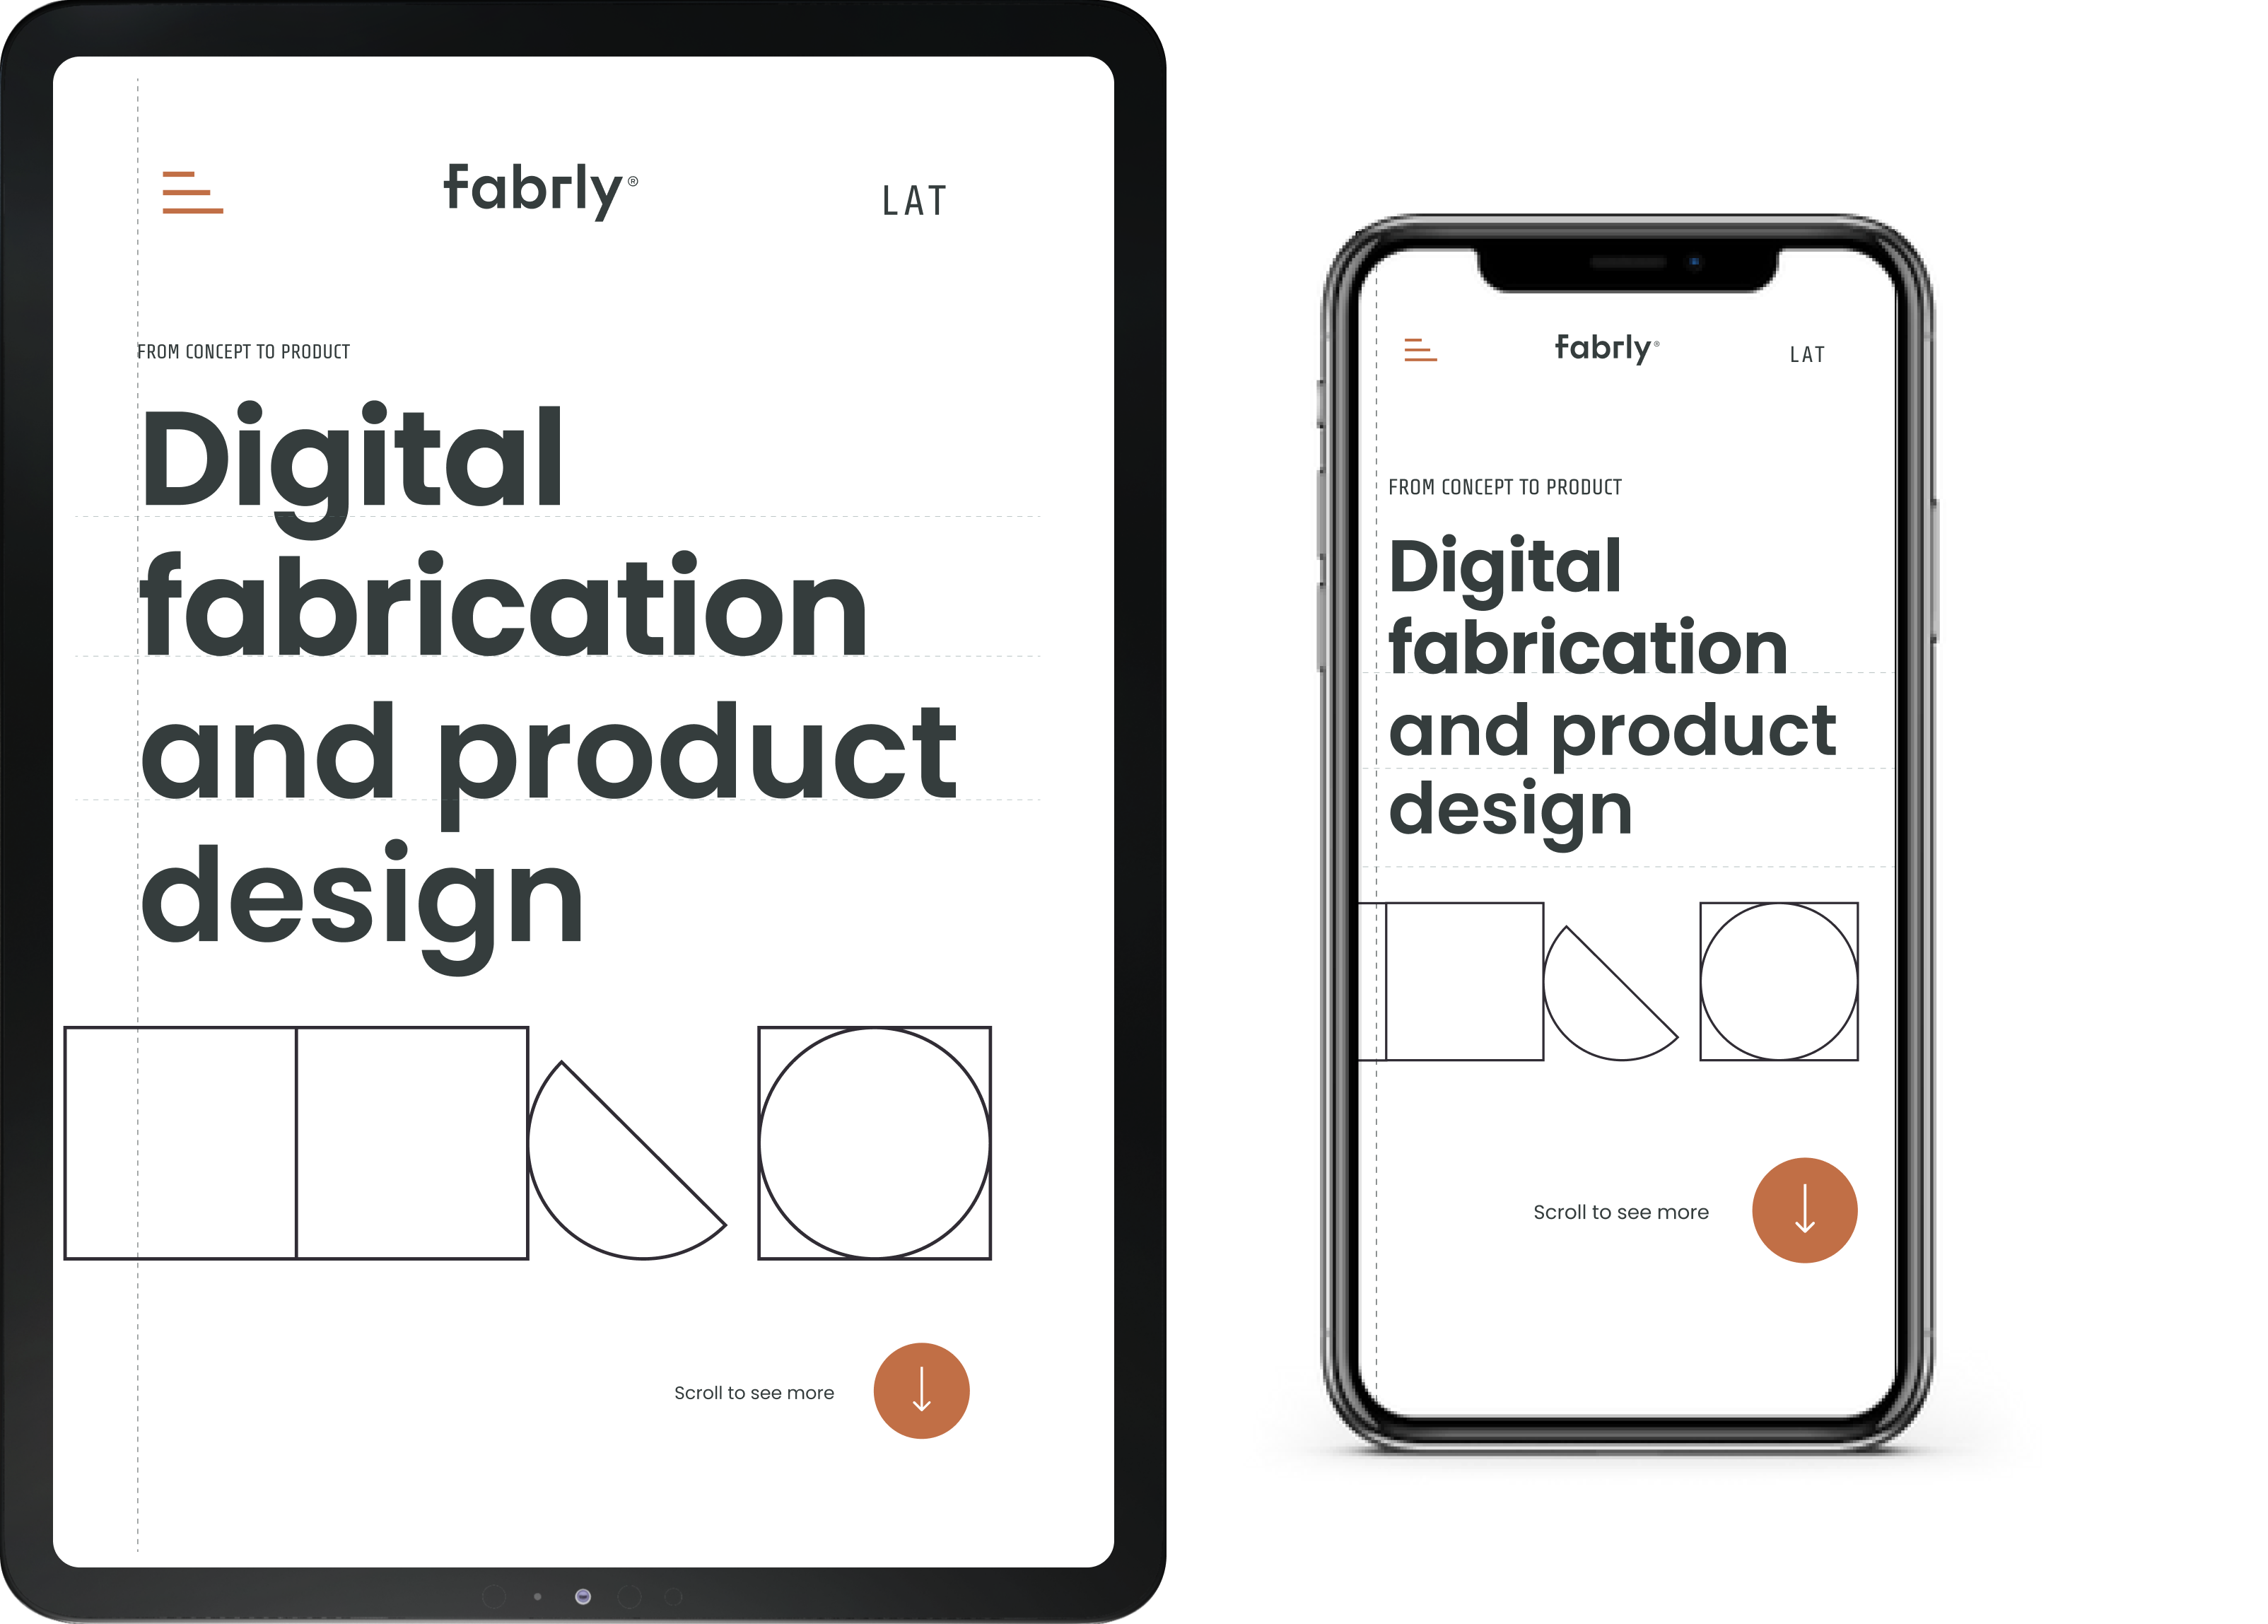 fabrly®
LAT
FROM CONCEPT TO PRODUCT
Digital
fabrication
and product
design
Scroll to see more
fabrly®
LAT
FROM CONCEPT TO PRODUCT
Digital
fabrication
and product
design
Scroll to see more